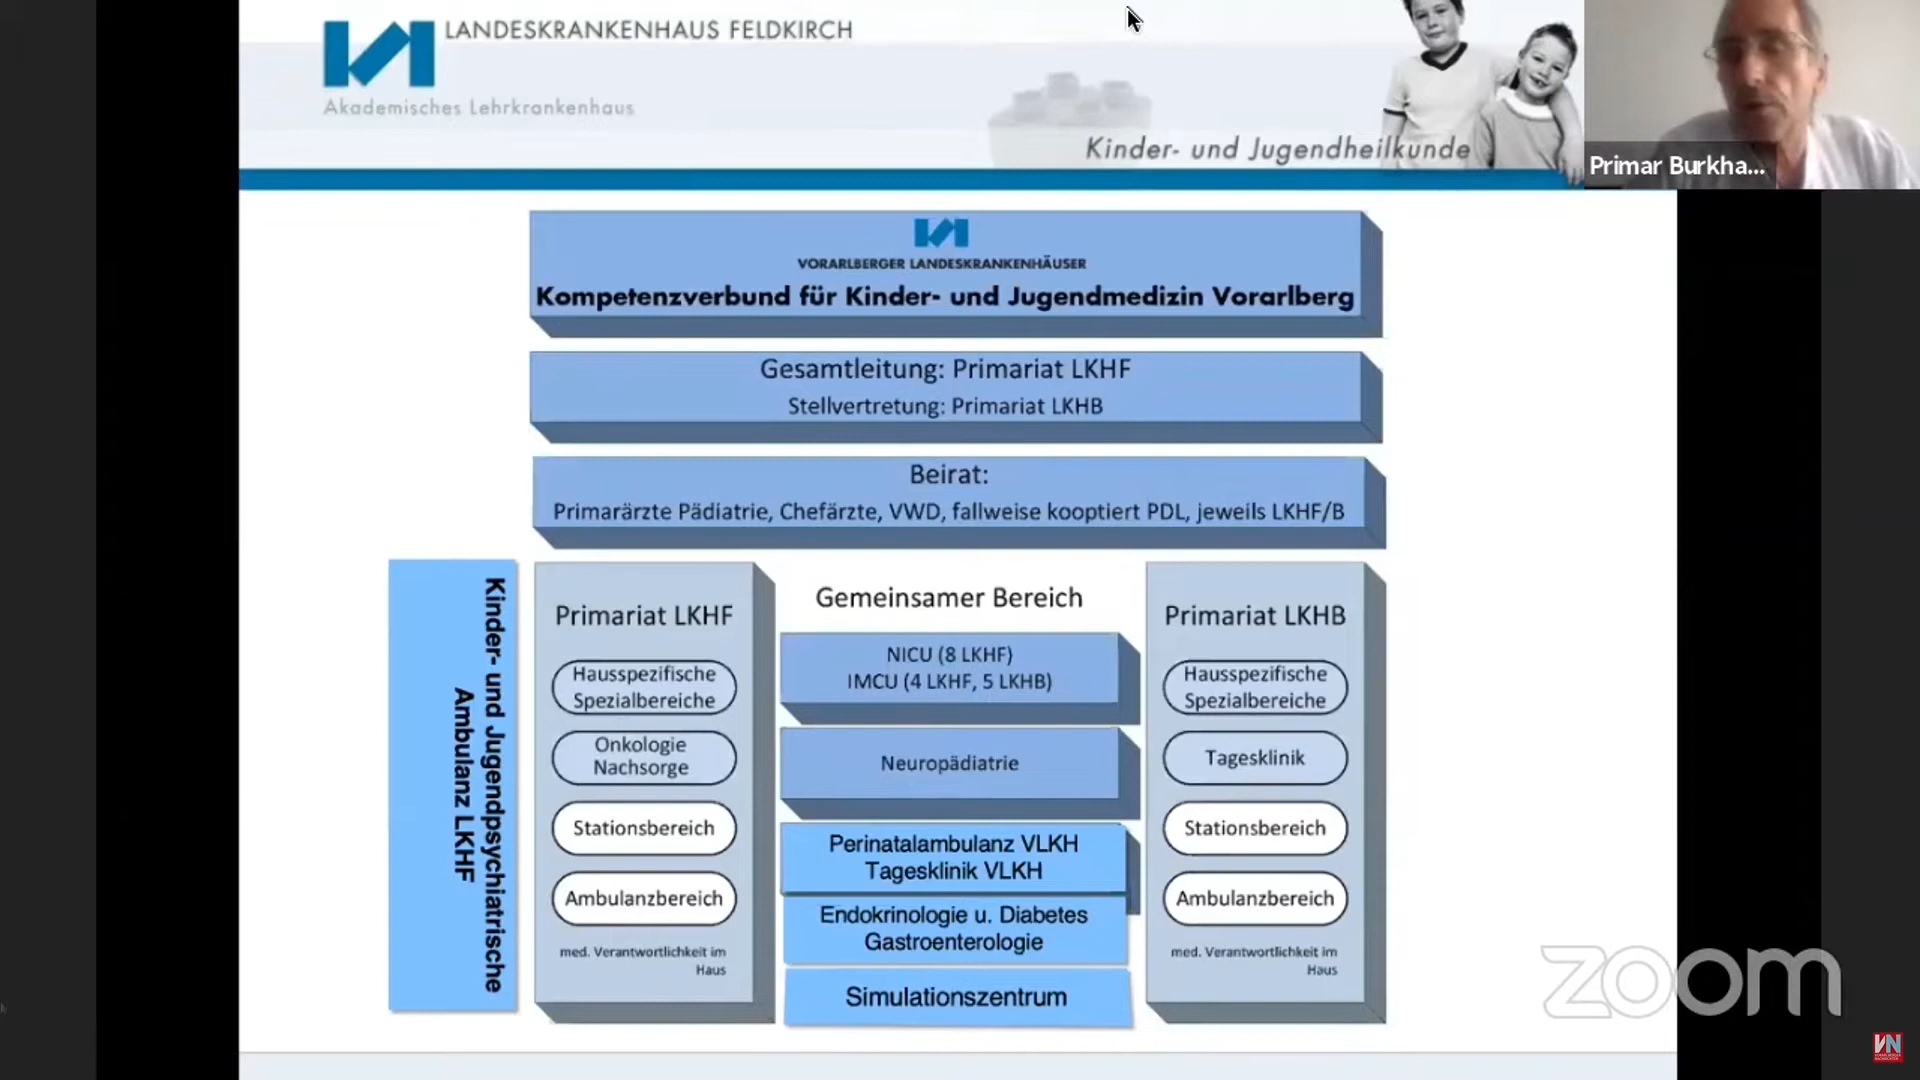 LANDESKRANKENHAUS FELDKIRCH
Akademisches Lehrkrankenhaus
Kinder- und Jugendheilkunde
Primar Burkha...
VORARLBERGER LANDESKRANKENHÄUSER
Kompetenzverbund für Kinder- und Jugendmedizin Vorarlberg
Gesamtleitung: Primariat LKHF
Stellvertretung: Primariat LKHB
Beirat:
Primarärzte Pädiatrie, Chefärzte, VWD, fallweise kooptiert PDL, jeweils LKHF/B
Kinder- und Jugendpsychiatrische
Ambulanz LKHF
Primariat LKHF
Hausspezifische
Spezialbereiche
Onkologie
Nachsorge
Stationsbereich
Ambulanzbereich
med. Verantwortlichkeit im
Haus
Gemeinsamer Bereich
NICU (8 LKHF)
IMCU (4 LKHF, 5 LKHB)
Neuropädiatrie
Perinatalambulanz VLKH
Tagesklinik VLKH
Endokrinologie u. Diabetes
Gastroenterologie
Simulationszentrum
Primariat LKHB
Hausspezifische
Spezialbereiche
Tagesklinik
Stationsbereich
Ambulanzbereich
med. Verantwortlichkeit im
Haus
zoom
VN